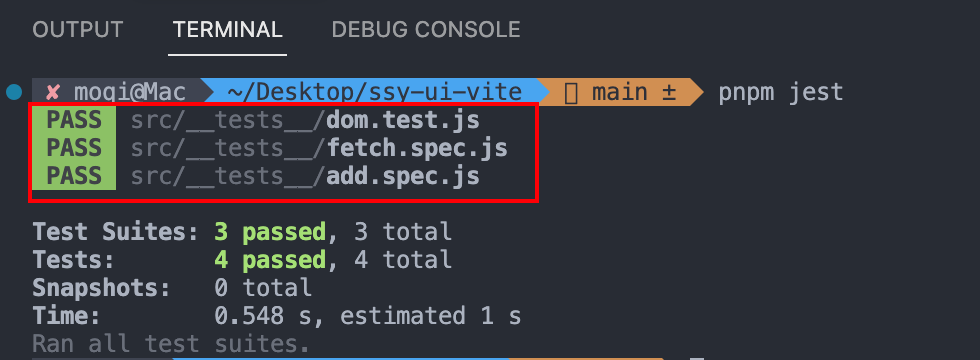 OUTPUT TERMINAL DEBUG CONSOLE
✘ moqi@Mac ~/Desktop/ssy-ui-vite main ± pnpm jest
PASS src/__tests__/dom.test.js
PASS src/__tests__/fetch.spec.js
PASS src/__tests__/add.spec.js
Test Suites: 3 passed, 3 total
Tests: 4 passed, 4 total
Snapshots: 0 total
Time: 0.548 s, estimated 1 s
Ran all test suites.